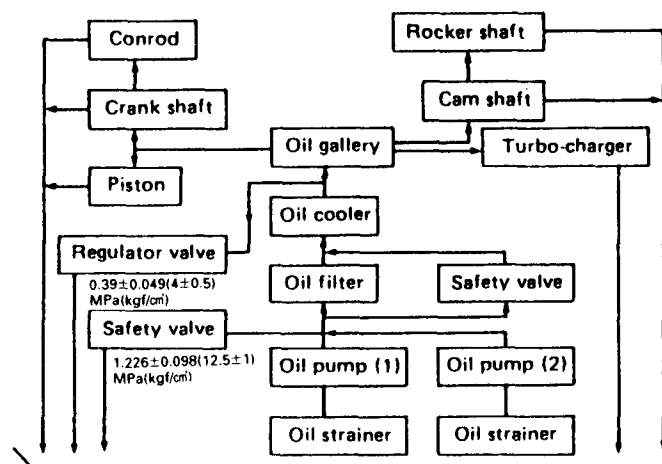 Conrod
Rocker shaft
Crank shaft
Cam shaft
Oil gallery
Turbo-charger
Piston
Oil cooler
Regulator valve
0.39±0.049(4±0.5)
MPa(kgf/cm²)
Oil filter
Safety valve
Safety valve
1.226±0.098(12.5±1)
MPa(kgf/cm²)
Oil pump (1)
Oil pump (2)
Oil strainer
Oil strainer